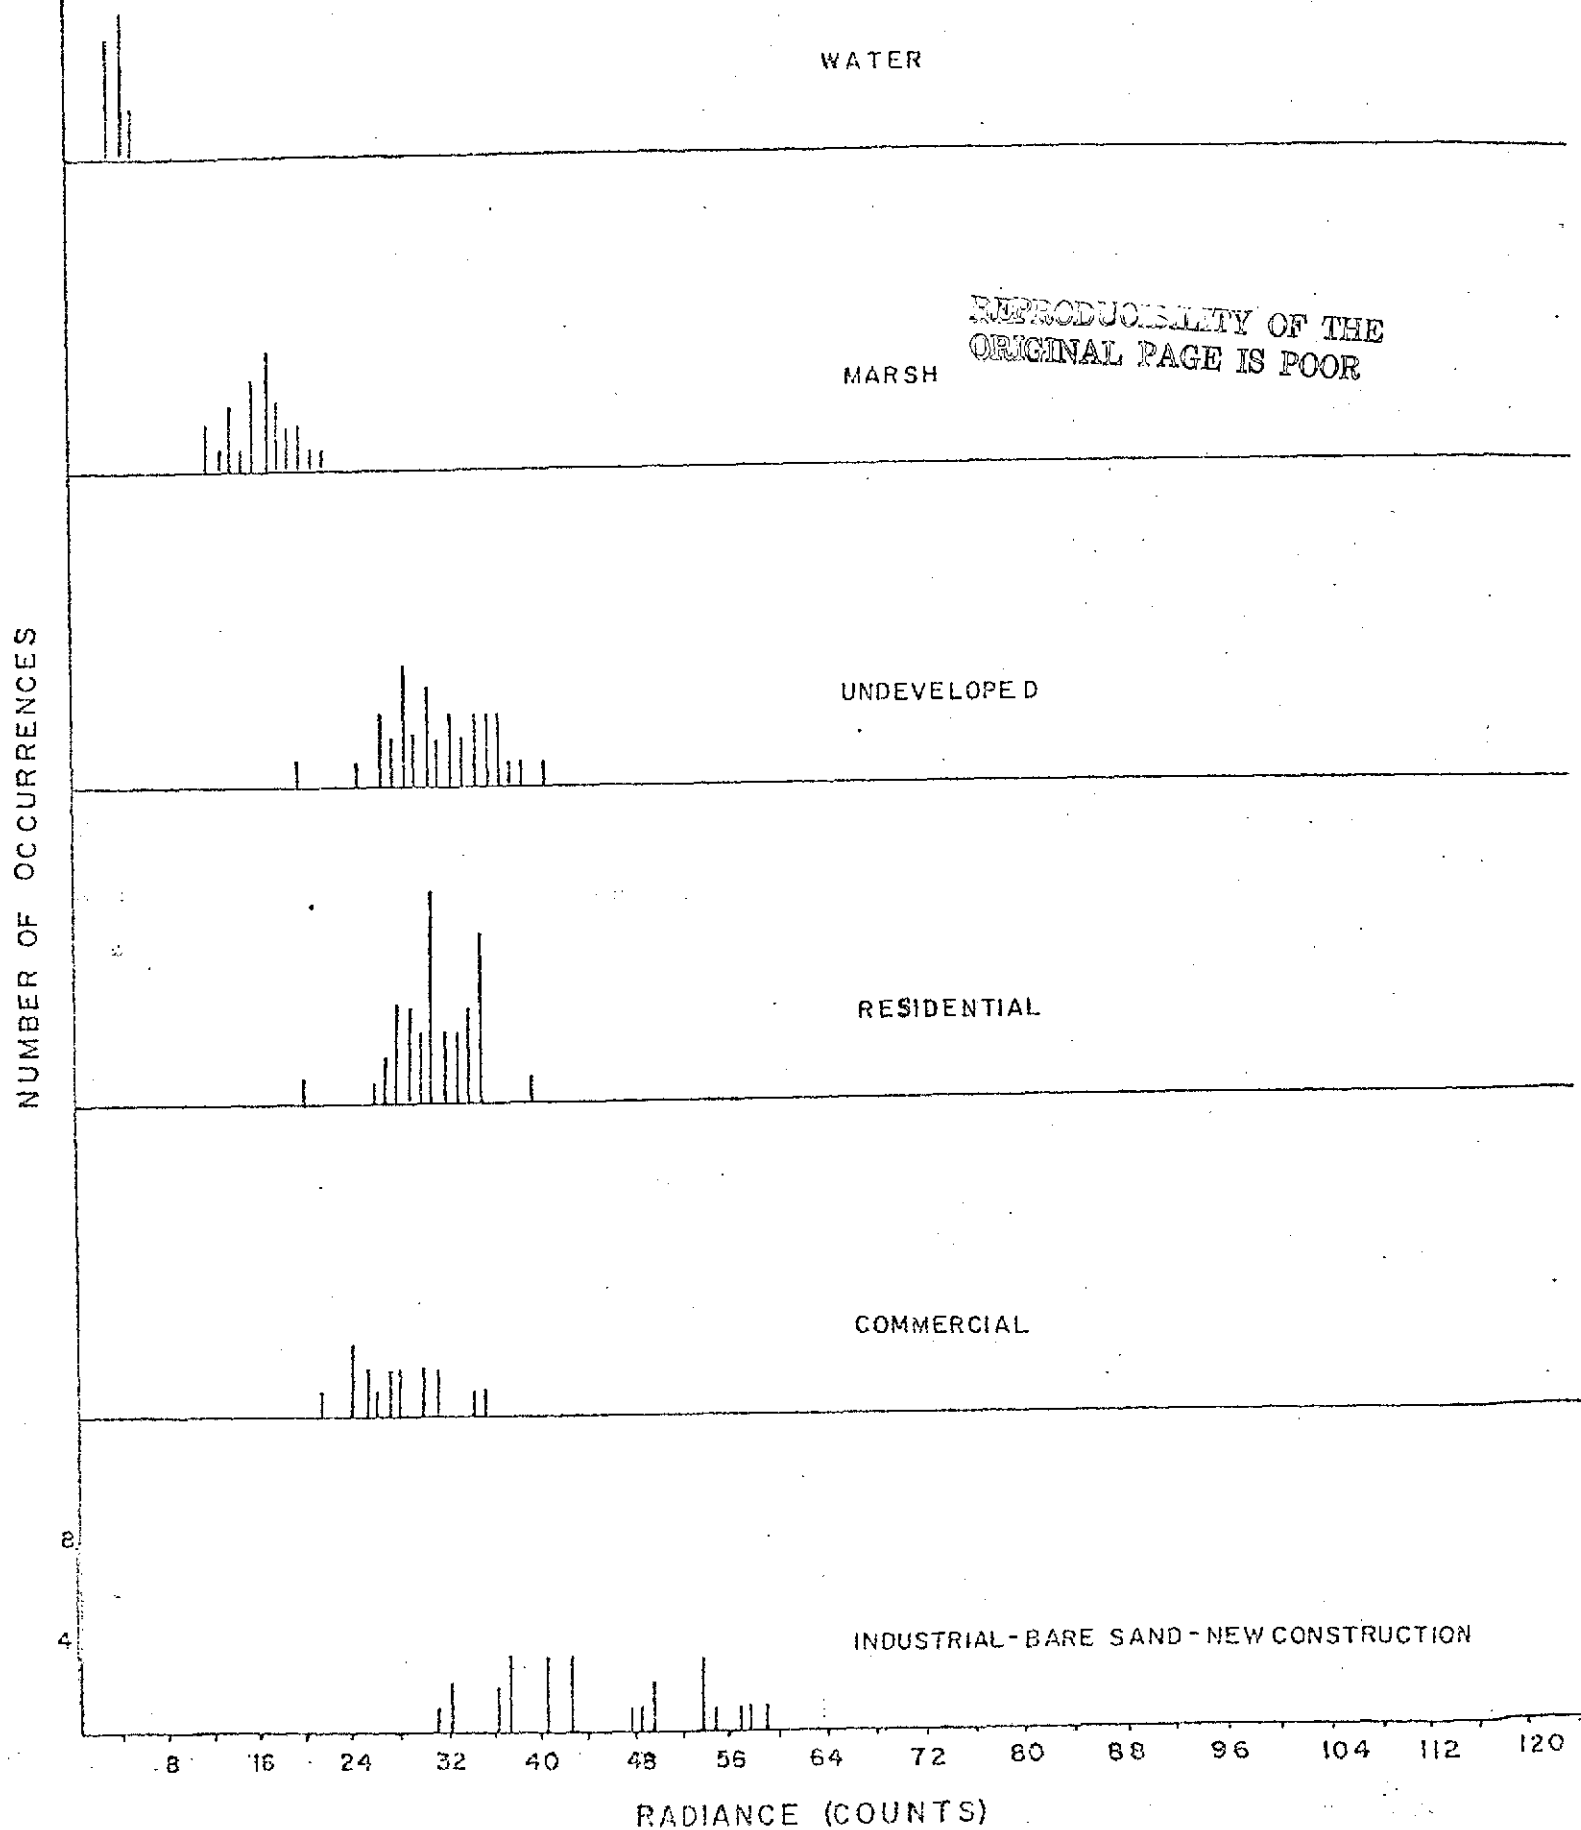 WATER
REPRODUCIBILITY OF THE
ORIGINAL PAGE IS POOR
MARSH
UNDEVELOPED
NUMBER OF OCCURRENCES
RESIDENTIAL
COMMERCIAL
8
4
INDUSTRIAL-BARE SAND-NEW CONSTRUCTION
8 16 24 32 40 48 56 64 72 80 88 96 104 112 120
RADIANCE (COUNTS)